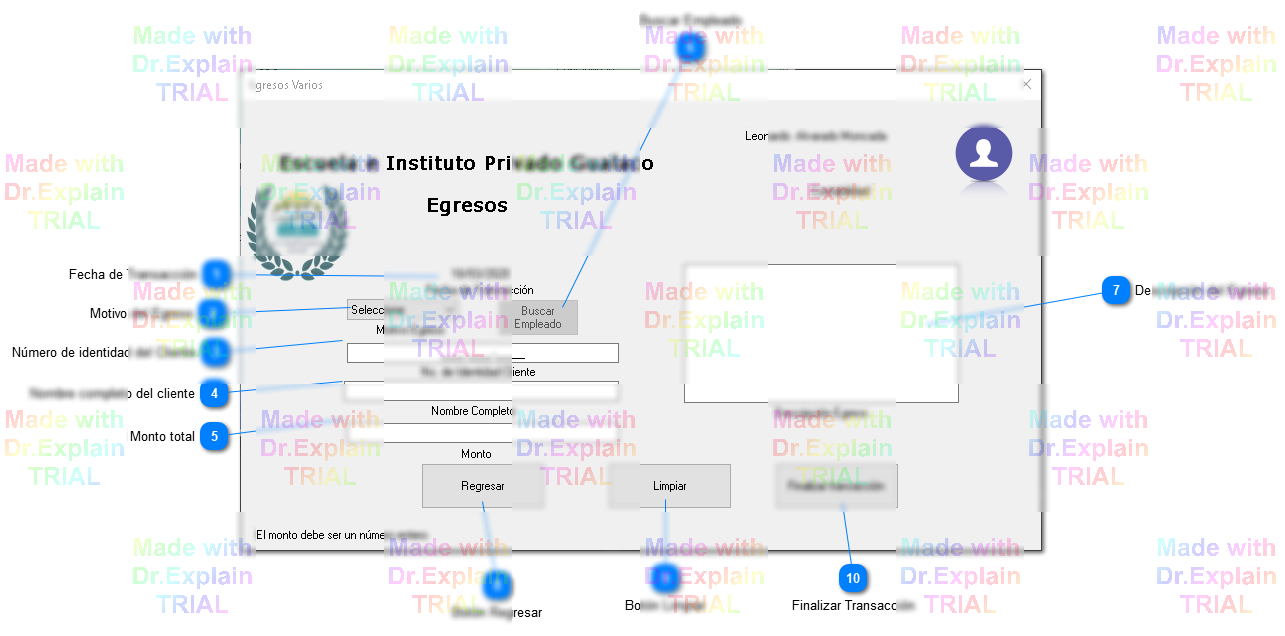 Buscar Empleado
6
Egresos Varios
Leonardo Alvarado Moncada
Escuela e Instituto Privado Gualaco
Egresos
Fecha de Transacción
1
10/03/2020
Fecha de Transacción
Motivo del Egreso
2
Seleccione
Buscar
Empleado
Motivo Egreso
7
Descripción del Egreso
Número de identidad del Cliente
3
No. de Identidad Cliente
Nombre completo del cliente
4
Nombre Completo
Descripción Egreso
Monto total
5
Monto
Regresar
Limpiar
Finalizar transacción
El monto debe ser un número entero
8
9
10
Botón Regresar
Botón Limpiar
Finalizar Transacción
Made with
Dr.Explain
TRIAL